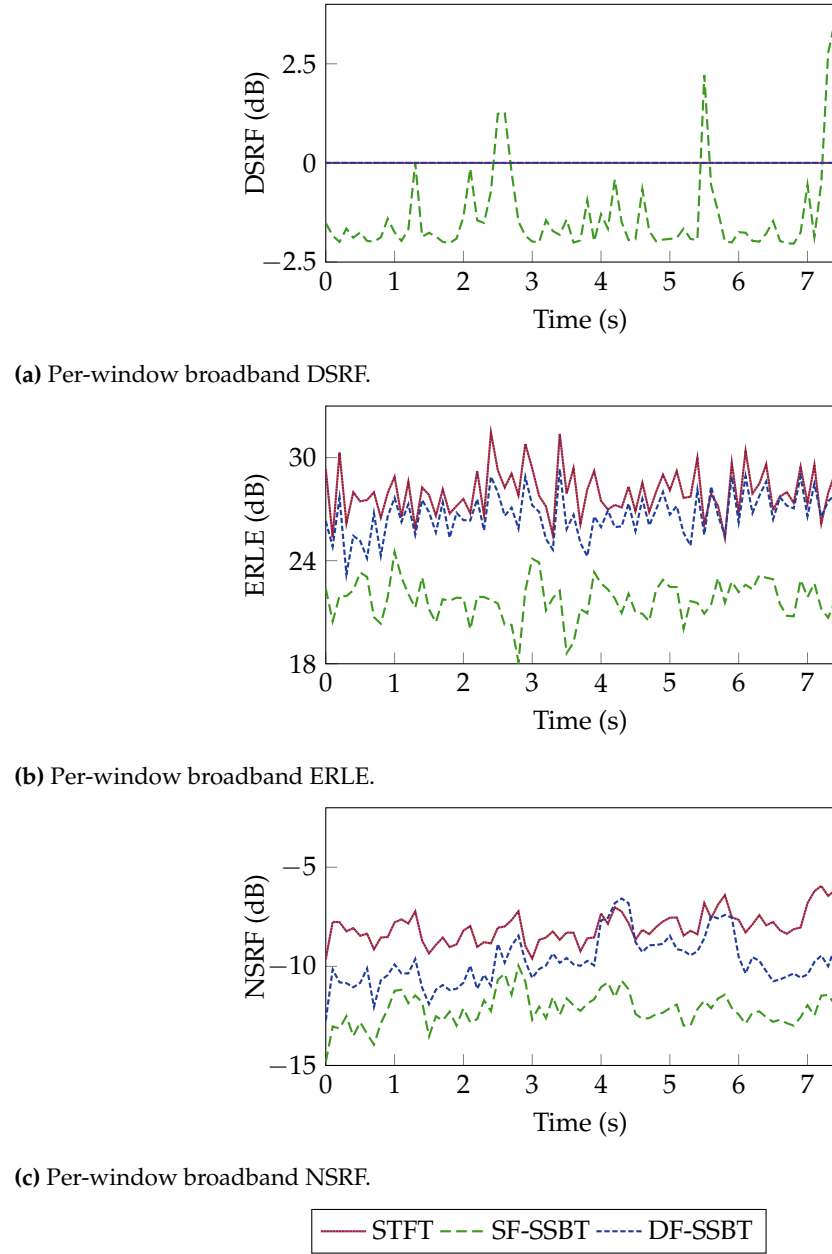 2.5
0
−2.5
DSRF (dB)
0 1 2 3 4 5 6 7
Time (s)
(a) Per-window broadband DSRF.
30
24
18
ERLE (dB)
0 1 2 3 4 5 6 7
Time (s)
(b) Per-window broadband ERLE.
−5
−10
−15
NSRF (dB)
0 1 2 3 4 5 6 7
Time (s)
(c) Per-window broadband NSRF.
STFT SF-SSBT DF-SSBT